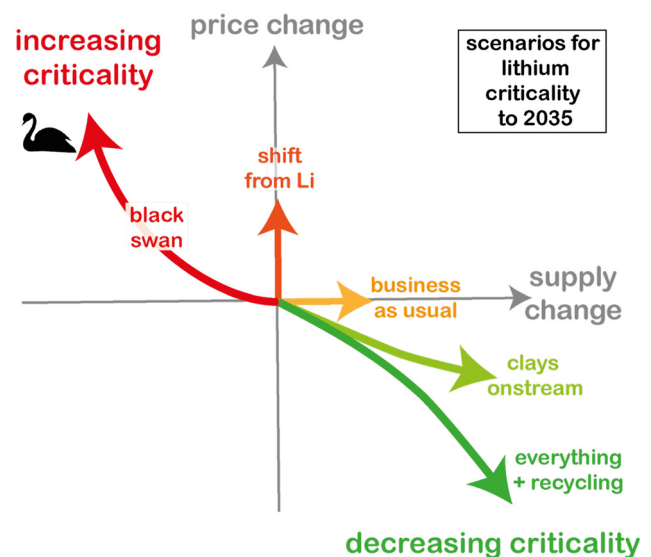 increasing
criticality
price change
scenarios for
lithium
criticality
to 2035
shift
from Li
black
swan
business
as usual
supply
change
clays
onstream
everything
+ recycling
decreasing criticality